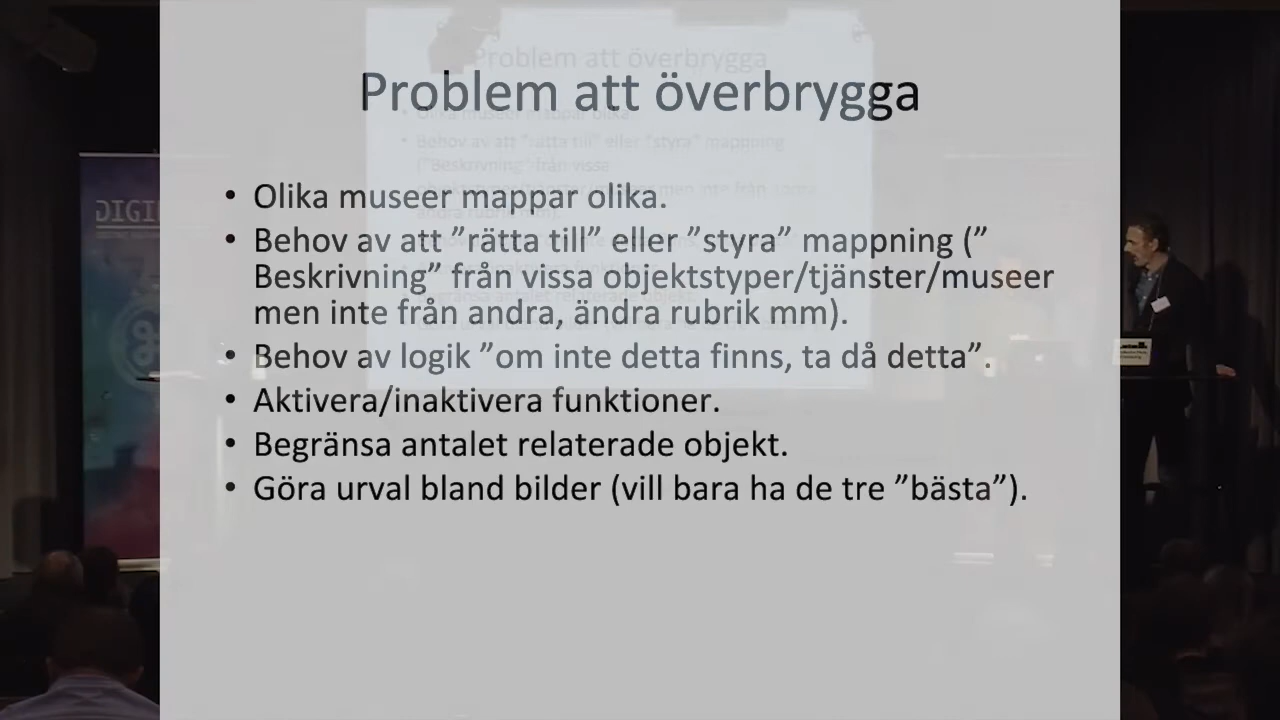 Problem att överbrygga
• Olika museer mappar olika.
• Behov av att ”rätta till” eller ”styra” mappning (”
Beskrivning” från vissa objektstyper/tjänster/museer
men inte från andra, ändra rubrik mm).
• Behov av logik ”om inte detta finns, ta då detta”.
• Aktivera/inaktivera funktioner.
• Begränsa antalet relaterade objekt.
• Göra urval bland bilder (vill bara ha de tre ”bästa”).